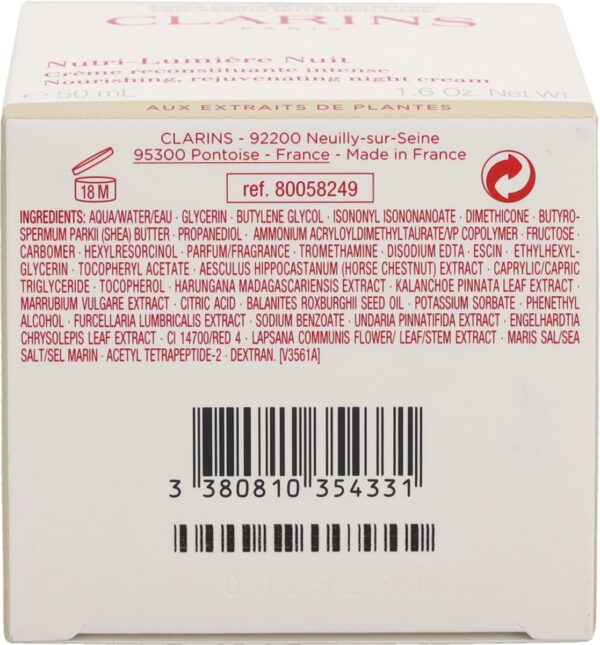 CLARINS
PARIS
Nutri-Lumière Nuit
Crème reconstituante intense
Nourishing, rejuvenating night cream
50 mL 1.6 Oz. Net Wt.
AUX EXTRAITS DE PLANTES
CLARINS - 92200 Neuilly-sur-Seine
95300 Pontoise - France - Made in France
18 M
ref. 80058249
INGREDIENTS: AQUA/WATER/EAU · GLYCERIN · BUTYLENE GLYCOL · ISONONYL ISONONANOATE · DIMETHICONE · BUTYRO-
SPERMUM PARKII (SHEA) BUTTER · PROPANEDIOL · AMMONIUM ACRYLOYLDIMETHYLTAURATE/VP COPOLYMER · FRUCTOSE ·
CARBOMER · HEXYLRESORCINOL · PARFUM/FRAGRANCE · TROMETHAMINE · DISODIUM EDTA · ESCIN · ETHYLHEXYL-
GLYCERIN · TOCOPHERYL ACETATE · AESCULUS HIPPOCASTANUM (HORSE CHESTNUT) EXTRACT · CAPRYLIC/CAPRIC
TRIGLYCERIDE · TOCOPHEROL · HARUNGANA MADAGASCARIENSIS EXTRACT · KALANCHOE PINNATA LEAF EXTRACT ·
MARRUBIUM VULGARE EXTRACT · CITRIC ACID · BALANITES ROXBURGHII SEED OIL · POTASSIUM SORBATE · PHENETHYL
ALCOHOL · FURCELLARIA LUMBRICALIS EXTRACT · SODIUM BENZOATE · UNDARIA PINNATIFIDA EXTRACT · ENGELHARDTIA
CHRYSOLEPIS LEAF EXTRACT · CI 14700/RED 4 · LAPSANA COMMUNIS FLOWER/ LEAF/STEM EXTRACT · MARIS SAL/SEA
SALT/SEL MARIN · ACETYL TETRAPEPTIDE-2 · DEXTRAN. [V3561A]
3 380810 354331